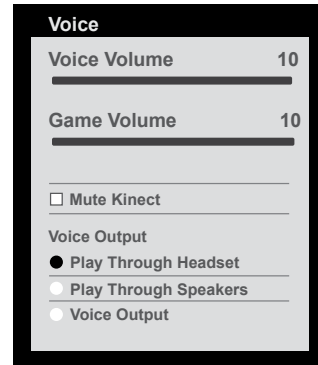 Voice
Voice Volume 10
Game Volume 10
Mute Kinect
Voice Output
Play Through Headset
Play Through Speakers
Voice Output